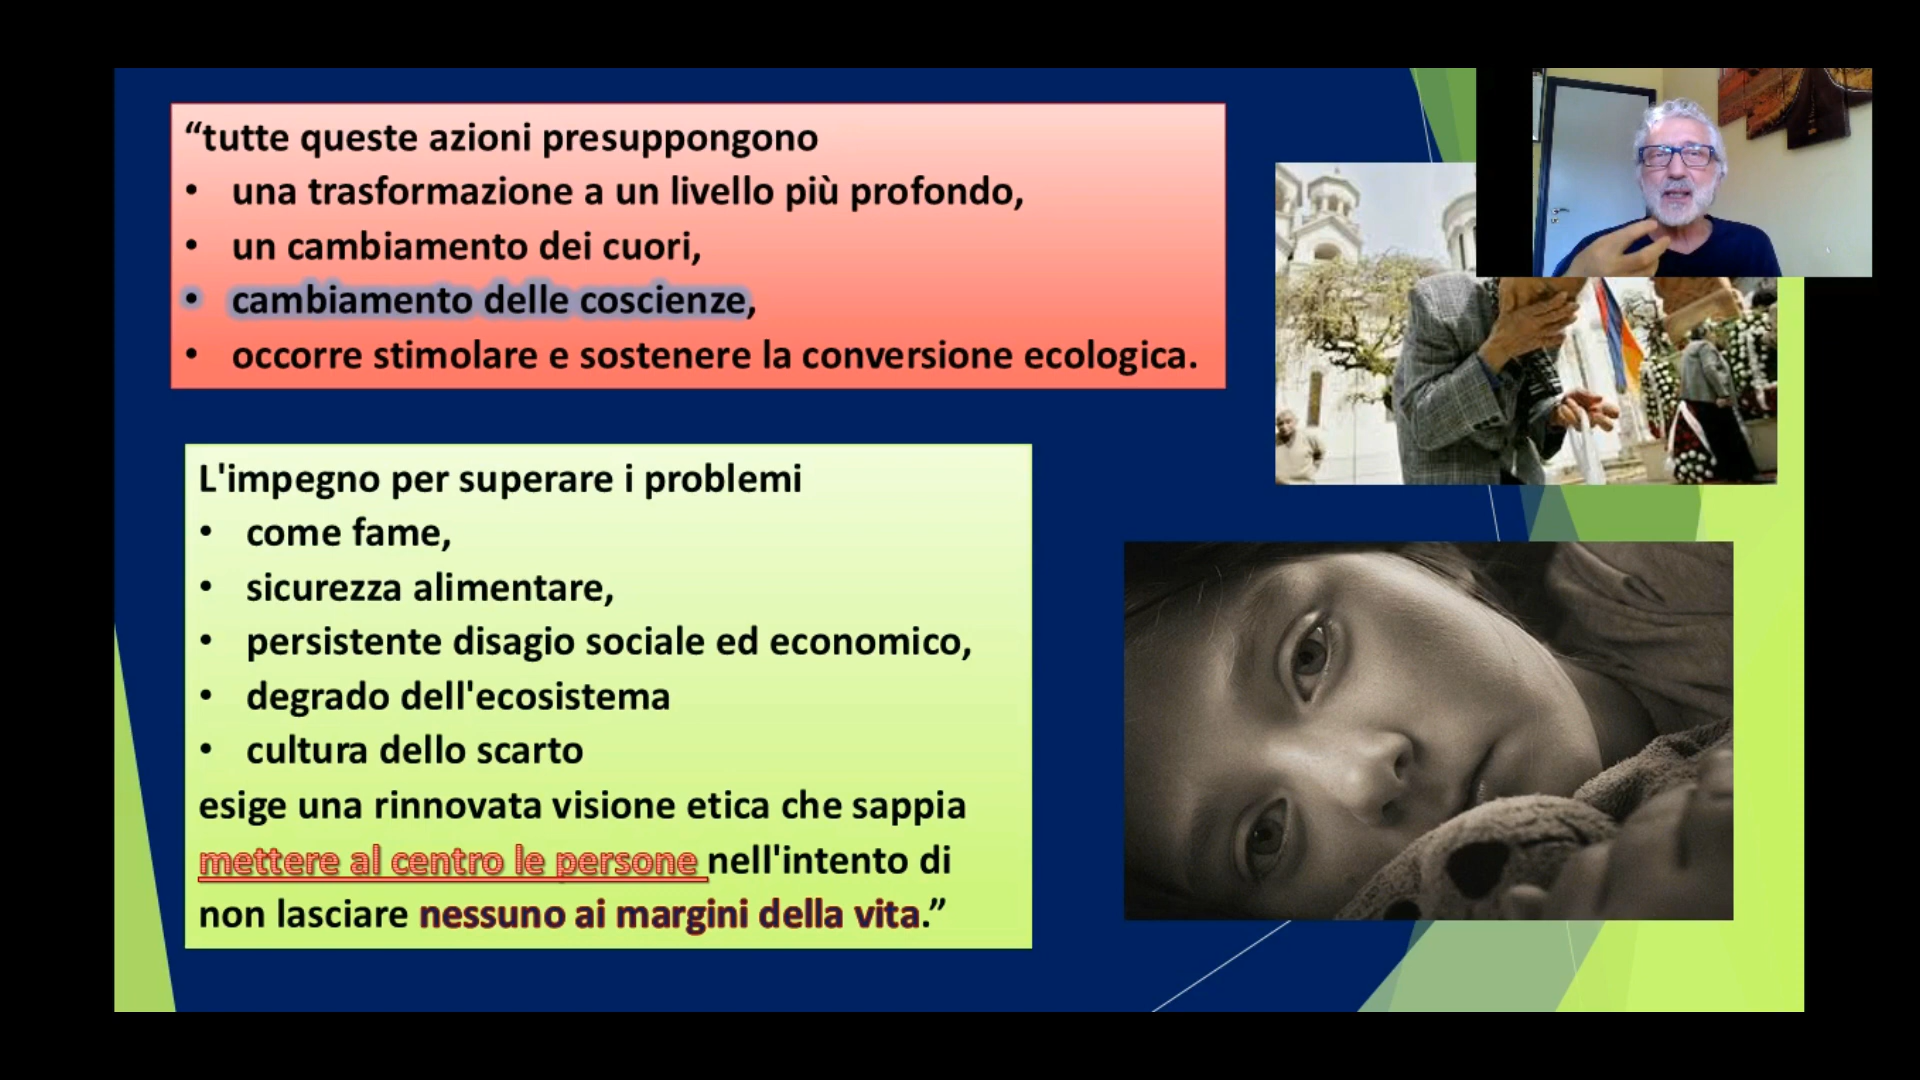 “tutte queste azioni presuppongono
• una trasformazione a un livello più profondo,
• un cambiamento dei cuori,
• cambiamento delle coscienze,
• occorre stimolare e sostenere la conversione ecologica.
L'impegno per superare i problemi
• come fame,
• sicurezza alimentare,
• persistente disagio sociale ed economico,
• degrado dell'ecosistema
• cultura dello scarto
esige una rinnovata visione etica che sappia
mettere al centro le persone nell'intento di
non lasciare nessuno ai margini della vita.”